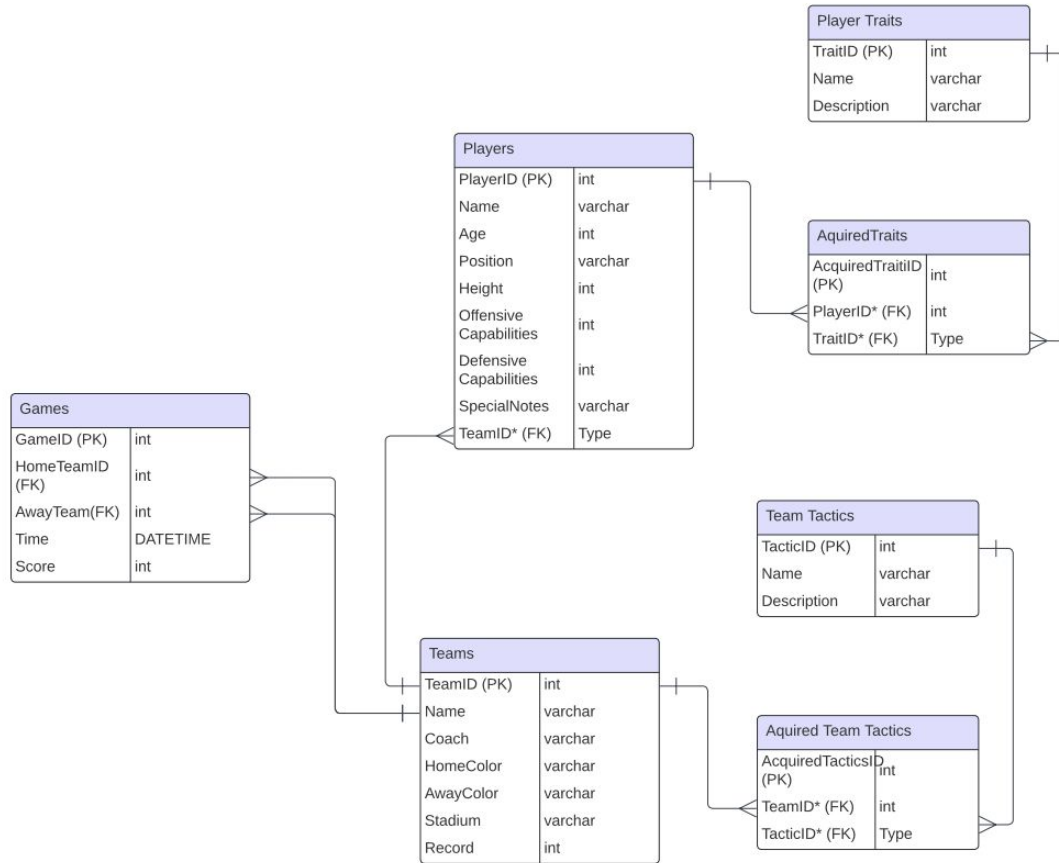 Player Traits
TraitID (PK) int
Name varchar
Description varchar
Players
PlayerID (PK) int
Name varchar
Age int
Position varchar
Height int
Offensive
Capabilities int
Defensive
Capabilities int
SpecialNotes varchar
TeamID* (FK) Type
AquiredTraits
AcquiredTraitiID
(PK) int
PlayerID* (FK) int
TraitID* (FK) Type
Games
GameID (PK) int
HomeTeamID
(FK) int
AwayTeam(FK) int
Time DATETIME
Score int
Team Tactics
TacticID (PK) int
Name varchar
Description varchar
Teams
TeamID (PK) int
Name varchar
Coach varchar
HomeColor varchar
AwayColor varchar
Stadium varchar
Record int
Aquired Team Tactics
AcquiredTacticsID
(PK) int
TeamID* (FK) int
TacticID* (FK) Type